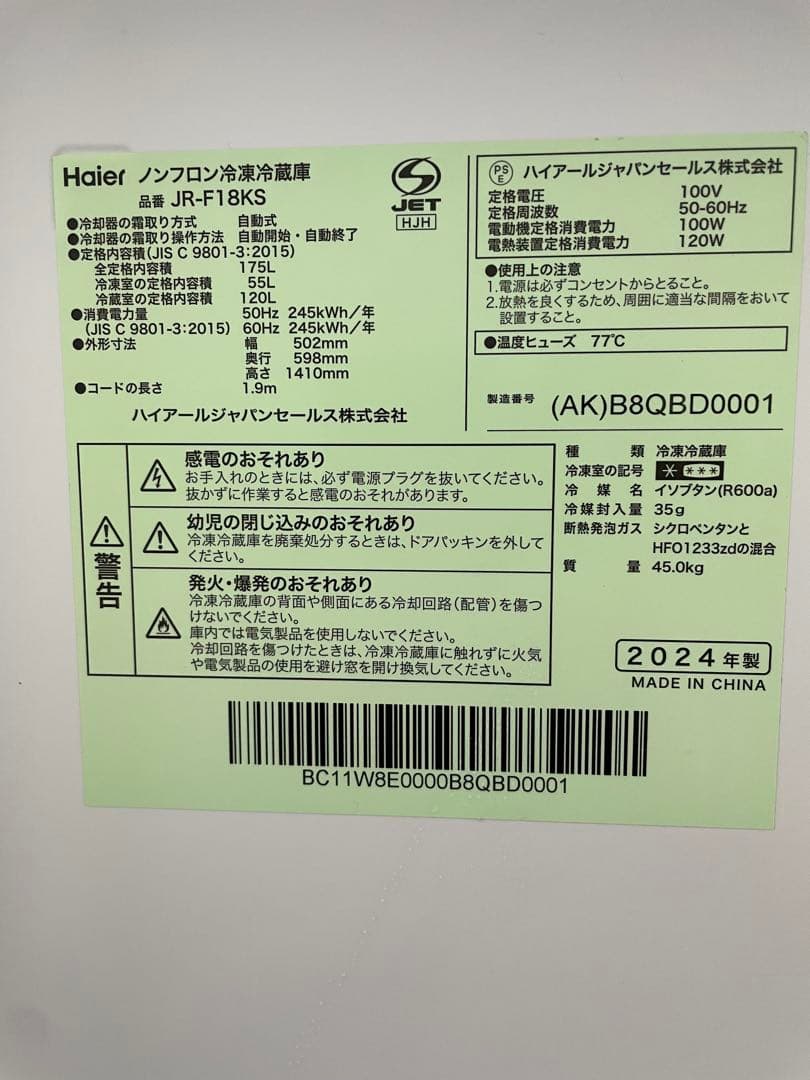 Haier ノンフロン冷凍冷蔵庫
品番 JR-F18KS
JET
HJH
●冷却器の霜取り方式 自動式
●冷却器の霜取り操作方法 自動開始・自動終了
●定格内容積(JIS C 9801-3:2015)
全定格内容積 175L
冷凍室の定格内容積 55L
冷蔵室の定格内容積 120L
●消費電力量 50Hz 245kWh/年
(JIS C 9801-3:2015) 60Hz 245kWh/年
●外形寸法 幅 502mm
奥行 598mm
高さ 1410mm
●コードの長さ 1.9m
ハイアールジャパンセールス株式会社
PSE ハイアールジャパンセールス株式会社
定格電圧 100V
定格周波数 50-60Hz
電動機定格消費電力 100W
電熱装置定格消費電力 120W
●使用上の注意
1.電源は必ずコンセントからとること。
2.放熱を良くするため、周囲に適当な間隔をおいて
設置すること。
●温度ヒューズ 77℃
製造番号 (AK)B8QBD0001
警告
感電のおそれあり
お手入れのときには、必ず電源プラグを抜いてください。
抜かずに作業すると感電のおそれがあります。
幼児の閉じ込みのおそれあり
冷凍冷蔵庫を廃棄処分するときは、ドアパッキンを外して
ください。
発火・爆発のおそれあり
冷凍冷蔵庫の背面や側面にある冷却回路(配管)を傷つ
けないでください。
庫内では電気製品を使用しないでください。
冷却回路を傷つけたときは、冷凍冷蔵庫に触れずに火気
や電気製品の使用を避け窓を開け換気してください。
種類 冷凍冷蔵庫
冷凍室の記号 * ***
冷媒名 イソブタン(R600a)
冷媒封入量 35g
断熱発泡ガス シクロペンタンと
HFO1233zdの混合
質量 45.0kg
2024年製
MADE IN CHINA
BC11W8E0000B8QBD0001